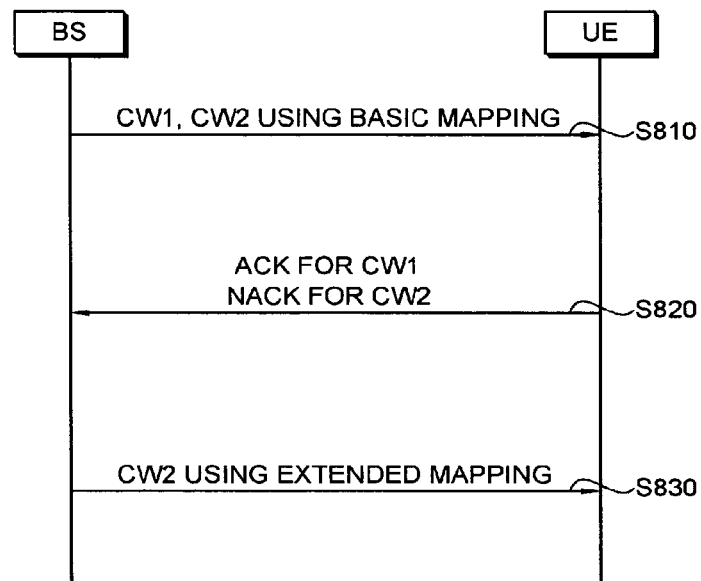 BS
UE
CW1, CW2 USING BASIC MAPPING
S810
ACK FOR CW1
NACK FOR CW2
S820
CW2 USING EXTENDED MAPPING
S830